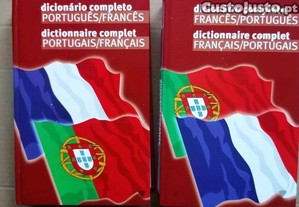 dicionário completo
PORTUGUÊS/FRANCÊS
dictionnaire complet
PORTUGAIS/FRANÇAIS
Custojusto.pt
FRANCÊS/PORTUGUÊS
dictionnaire complet
FRANÇAIS/PORTUGAIS